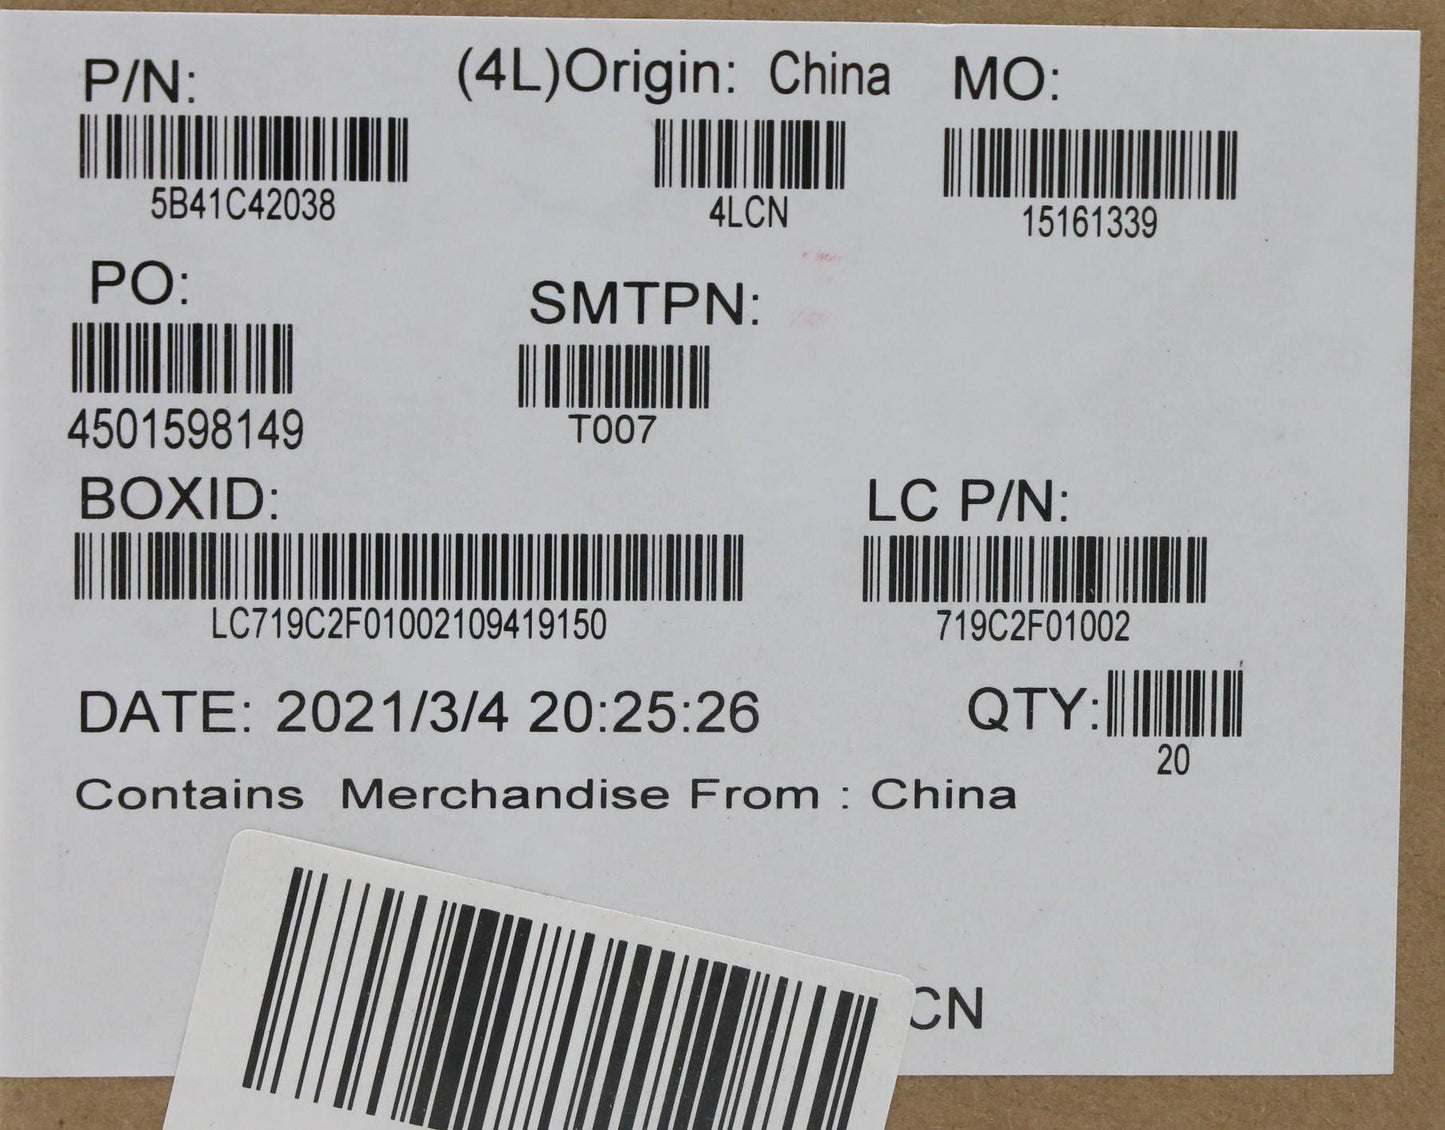 P/N: (4L)Origin: China MO:
5B41C42038 4LCN 15161339
PO: SMTPN:
4501598149 T007
BOXID: LC P/N:
LC719C2F01002109419150 719C2F01002
DATE: 2021/3/4 20:25:26 QTY:
20
Contains Merchandise From : China
CN